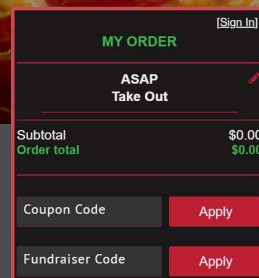 [Sign In]
MY ORDER
ASAP
Take Out
Subtotal $0.00
Order total $0.00
Coupon Code Apply
Fundraiser Code Apply